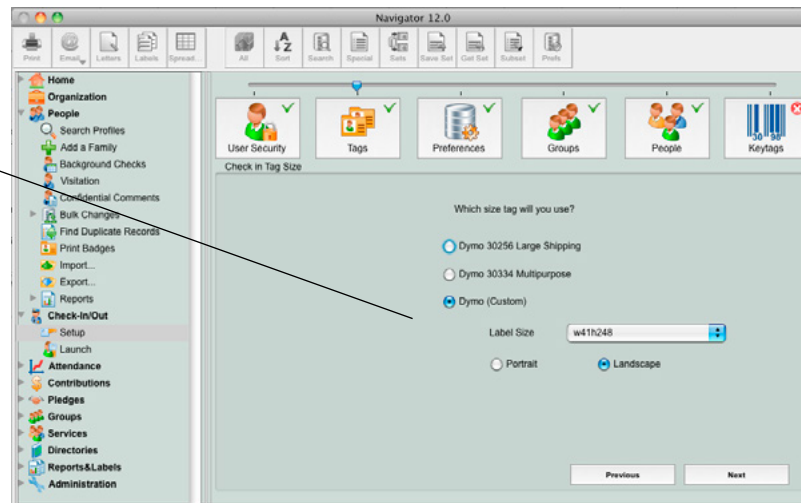 Navigator 12.0
Print Email Letters Labels Spread... All Sort Search Special Sets Save Set Get Set Subset Prefs
Home
Organization
People
Search Profiles
Add a Family
Background Checks
Visitation
Confidential Comments
Bulk Changes
Find Duplicate Records
Print Badges
Import...
Export...
Reports
Check-In/Out
Setup
Launch
Attendance
Contributions
Pledges
Groups
Services
Directories
Reports&Labels
Administration
User Security Tags Preferences Groups People Keytags
Check in Tag Size
Which size tag will you use?
Dymo 30256 Large Shipping
Dymo 30334 Multipurpose
Dymo (Custom)
Label Size w41h248
Portrait Landscape
Previous Next